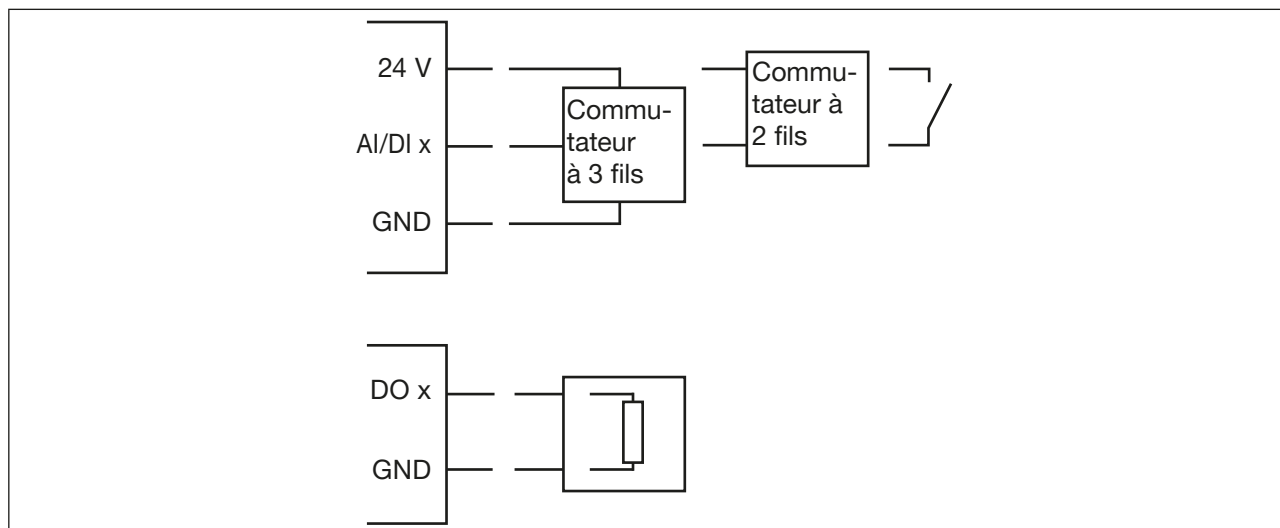 24 V
AI/DI x
GND
Commu-
tateur
à 3 fils
Commu-
tateur à
2 fils
DO x
GND